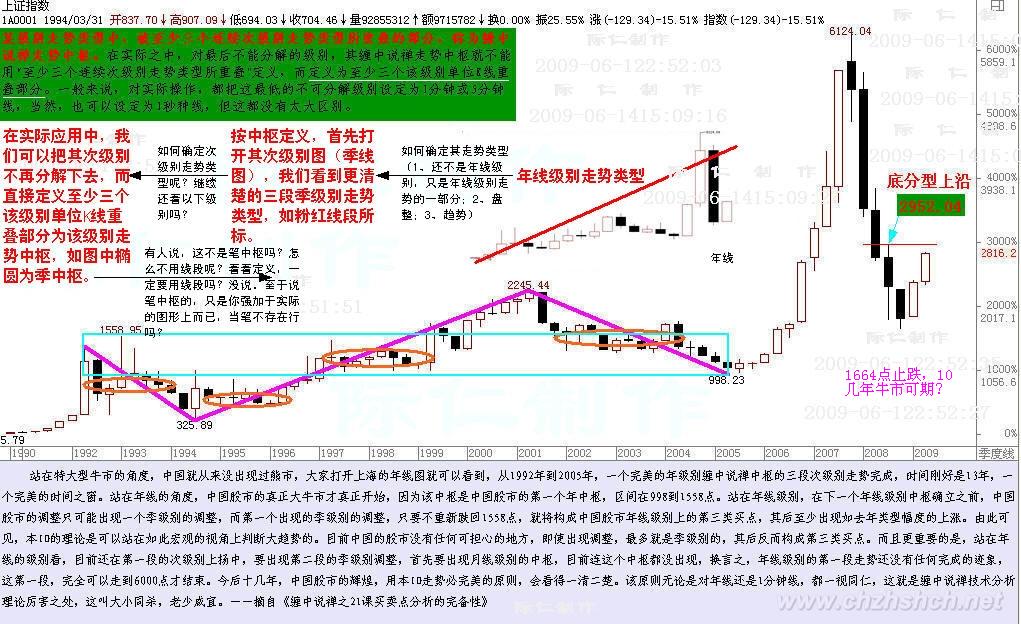 上证指数
1A0001 1994/03/31 开837.70↓高907.09↓低694.03↓收704.46↓量92855312↑额9715782↓换0.00% 振25.55% 涨(-129.34)-15.51% 指数(-129.34)-15.51%
某级别走势类型中，被至少三个连续次级别走势类型所重叠的部分，称为缠中
说禅走势中枢。在实际之中，对最后不能分解的级别，其缠中说禅走势中枢就不能
用"至少三个连续次级别走势类型所重叠"定义，而定义为至少三个该级别单位K线重
叠部分。一般来说，对实际操作，都把这最低的不可分解级别设定为1分钟或5分钟
线，当然，也可以设定为1秒种线，但这都没有太大区别。
在实际应用中，我
们可以把其次级别
不再分解下去，而
直接定义至少三个
该级别单位K线重
叠部分为该级别走
势中枢，如图中椭
圆为季中枢。
如何确定次
级别走势类
型呢？继续
还看以下级
别吗？
按中枢定义，首先打
开其次级别图（季线
图），我们看到更清
楚的三段季级别走势
类型，如粉红线段所
标。
如何确定其走势类型
（1、还不是年线级
别，只是年线级别走
势的一部分；2、盘
整；3、趋势）
年线级别走势类型
年线
有人说，这不是笔中枢吗？怎
么不用线段呢？看看定义，一
定要用线段吗？没说。至于说
笔中枢的，只是你强加于实际
的图形上而已，当笔不存在行
吗？
6124.04
底分型上沿
2952.04
2245.44
1558.95
998.23
325.89
5.79
1664点止跌，10
几年牛市可期？
6000%
5859.1
5000%
4298.6
4000%
3938.1
3000%
2816.2
2000%
2017.1
1000%
1056.6
0%
1990 1992 1993 1994 1995 1996 1997 1998 1999 2000 2001 2002 2003 2004 2005 2006 2007 2008 2009 季度线
站在特大型牛市的角度，中国就从来没出现过熊市，大家打开上海的年线图就可以看到，从1992年到2005年，一个完美的年级别缠中说禅中枢的三段次级别走势完成，时间刚好是13年，一
个完美的时间之窗。站在年线的角度，中国股市的真正大牛市才真正开始，因为该中枢是中国股市的第一个年中枢，区间在998到1558点。站在年线级别，在下一个年线级别中枢确立之前，中国
股市的调整只可能出现一个季级别的调整，而第一个出现的季级别的调整，只要不重新跌回1558点，就将构成中国股市年线级别上的第三类买点，其后至少出现如去年类型幅度的上涨。由此可
见，本ID的理论是可以站在如此宏观的视角上判断大趋势的。目前中国的股市没有任何可担心的地方，即使出现调整，最多就是季级别的，其后反而构成第三类买点。而且更重要的是，站在年
线的级别看，目前还在第一段的次级别上扬中，要出现第二段的季级别调整，首先要出现月线级别的中枢，目前连这个中枢都没出现，换言之，年线级别的第一段走势还没有任何完成的迹象，
这第一段，完全可以走到6000点才结束。今后十几年，中国股市的辉煌，用本ID走势必完美的原则，会看得一清二楚。该原则无论是对年线还是1分钟线，都一视同仁，这就是缠中说禅技术分析
理论厉害之处，这叫大小同杀，老少咸宜。——摘自《缠中说禅之21课买卖点分析的完备性》
www.chzhshch.net